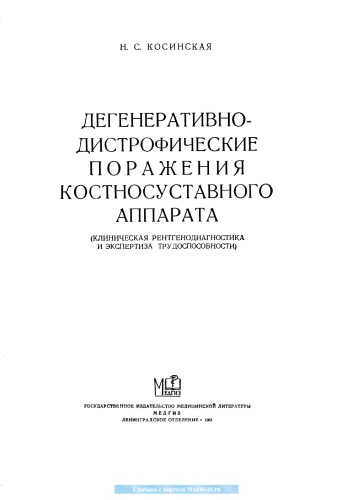 Н. С. КОСИНСКАЯ
ДЕГЕНЕРАТИВНО-
ДИСТРОФИЧЕСКИЕ
ПОРАЖЕНИЯ
КОСТНОСУСТАВНОГО
АППАРАТА
(КЛИНИЧЕСКАЯ РЕНТГЕНОДИАГНОСТИКА
И ЭКСПЕРТИЗА ТРУДОСПОСОБНОСТИ)
МЕДГИЗ
ГОСУДАРСТВЕННОЕ ИЗДАТЕЛЬСТВО МЕДИЦИНСКОЙ ЛИТЕРАТУРЫ
МЕДГИЗ
ЛЕНИНГРАДСКОЕ ОТДЕЛЕНИЕ • 1961
Скачано с портала MedWedi.ru